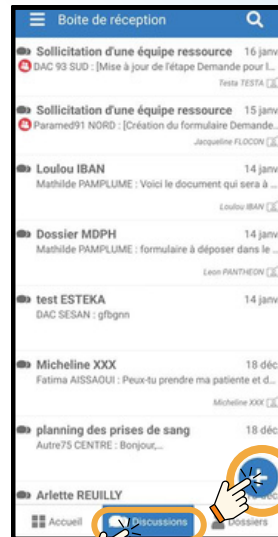 Boite de réception
Sollicitation d'une équipe ressource 16 janv
DAC 93 SUD : [Mise à jour de l'étape Demande pour l...
Testa TESTA
Sollicitation d'une équipe ressource 15 janv
Paramed91 NORD : [Création du formulaire Demande...
Jacqueline FLOCON
Loulou IBAN 14 janv
Mathilde PAMPLUME : Voici le document qui sera à ...
Loulou IBAN
Dossier MDPH 14 janv
Mathilde PAMPLUME : formulaire à déposer dans le ...
Leon PANTHEON
test ESTEKA 14 janv
DAC SESAN : gfbgnn
Micheline XXX 18 déc
Fatima AISSAOUI : Peux-tu prendre ma patiente et d...
Micheline XXX
planning des prises de sang 18 déc
Autre75 CENTRE : Bonjour,...
Arlette REUILLY
Accueil Discussions Dossiers